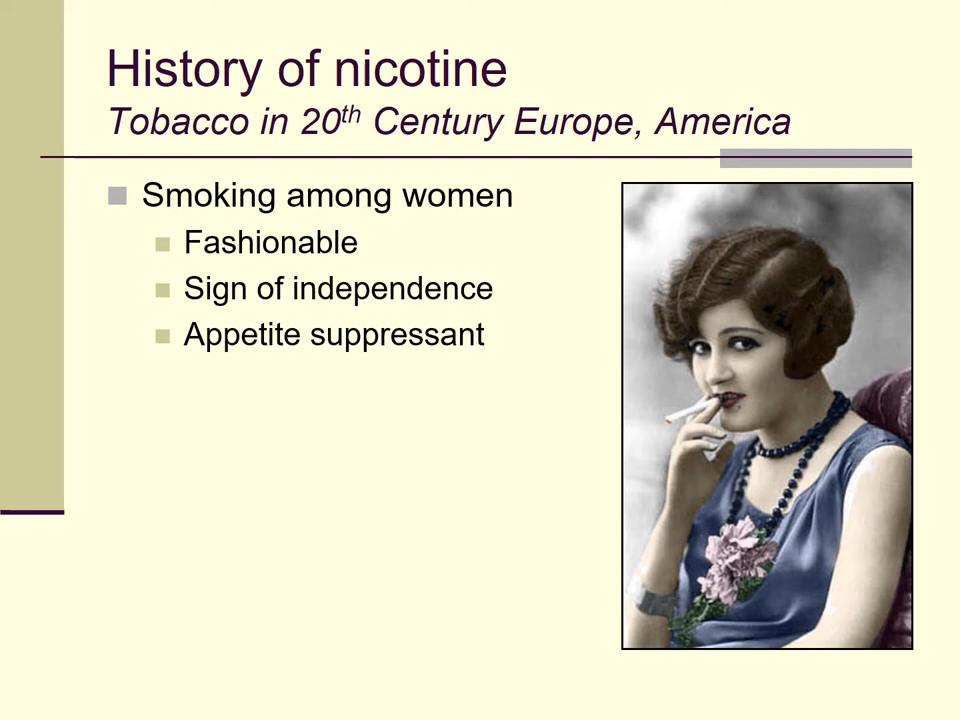 History of nicotine
Tobacco in 20th Century Europe, America
Smoking among women
Fashionable
Sign of independence
Appetite suppressant